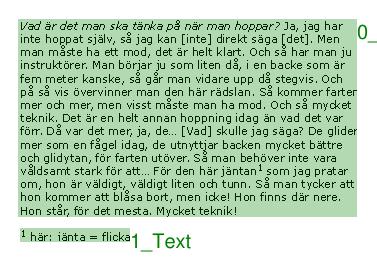 Vad är det man ska tänka på när man hoppar? Ja, jag har
inte hoppat själv, så jag kan [inte] direkt säga [det]. Men
man måste ha ett mod, det är helt klart. Och så har man ju
instruktörer. Man börjar ju som liten då, i en backe som är
fem meter kanske, så går man vidare upp då stegvis. Och
på så vis övervinner man den här rädslan. Så kommer farten
mer och mer, men visst måste man ha mod. Och så mycket
teknik. Det är en helt annan hoppning idag än vad det var
förr. Då var det mer, ja, de... [Vad] skulle jag säga? De glider
mer som en fågel idag, de utnyttjar backen mycket bättre
och glidytan, för farten utöver. Så man behöver inte vara
våldsamt stark för att... För den här jäntan¹ som jag pratar
om, hon är väldigt, väldigt liten och tunn. Så man tycker att
hon kommer att blåsa bort, men icke! Hon finns där nere.
Hon står, för det mesta. Mycket teknik!
0_
¹ här: jänta = flicka
1_Text